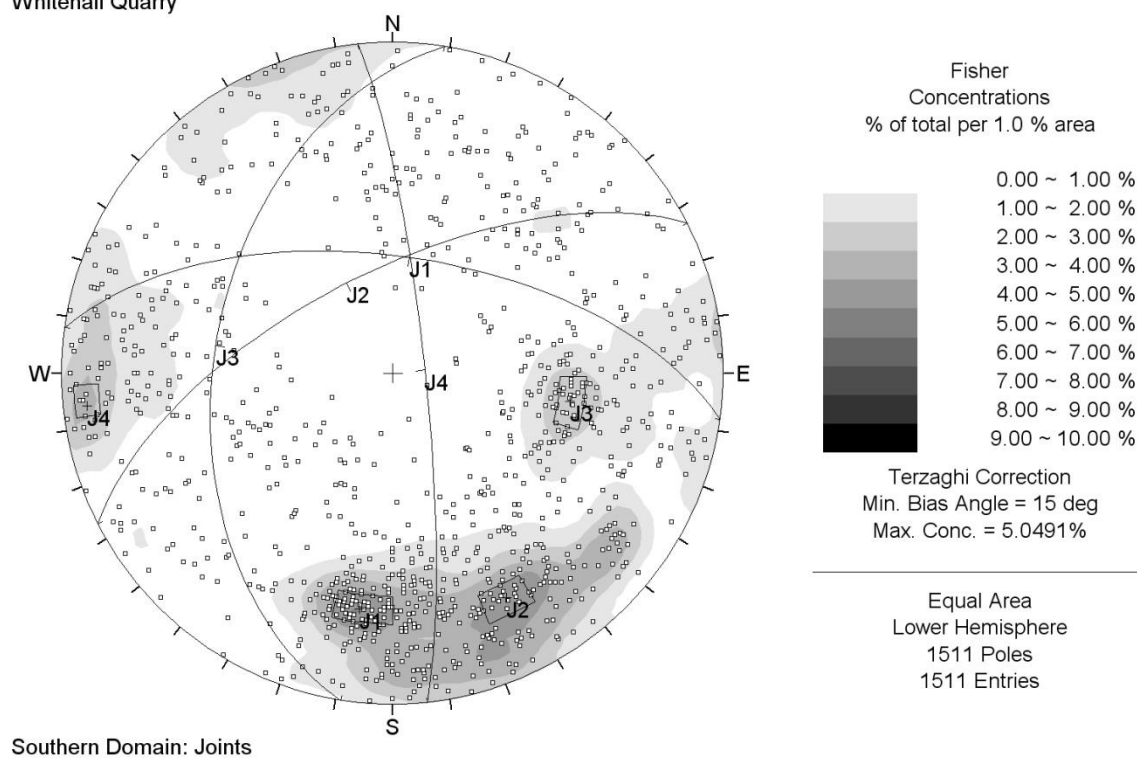 Whitehall Quarry
N
J1
J2
J3
W
E
J4
J4
J3
J1
J2
S
Southern Domain: Joints
Fisher
Concentrations
% of total per 1.0 % area
0.00 ~ 1.00 %
1.00 ~ 2.00 %
2.00 ~ 3.00 %
3.00 ~ 4.00 %
4.00 ~ 5.00 %
5.00 ~ 6.00 %
6.00 ~ 7.00 %
7.00 ~ 8.00 %
8.00 ~ 9.00 %
9.00 ~ 10.00 %
Terzaghi Correction
Min. Bias Angle = 15 deg
Max. Conc. = 5.0491%
Equal Area
Lower Hemisphere
1511 Poles
1511 Entries